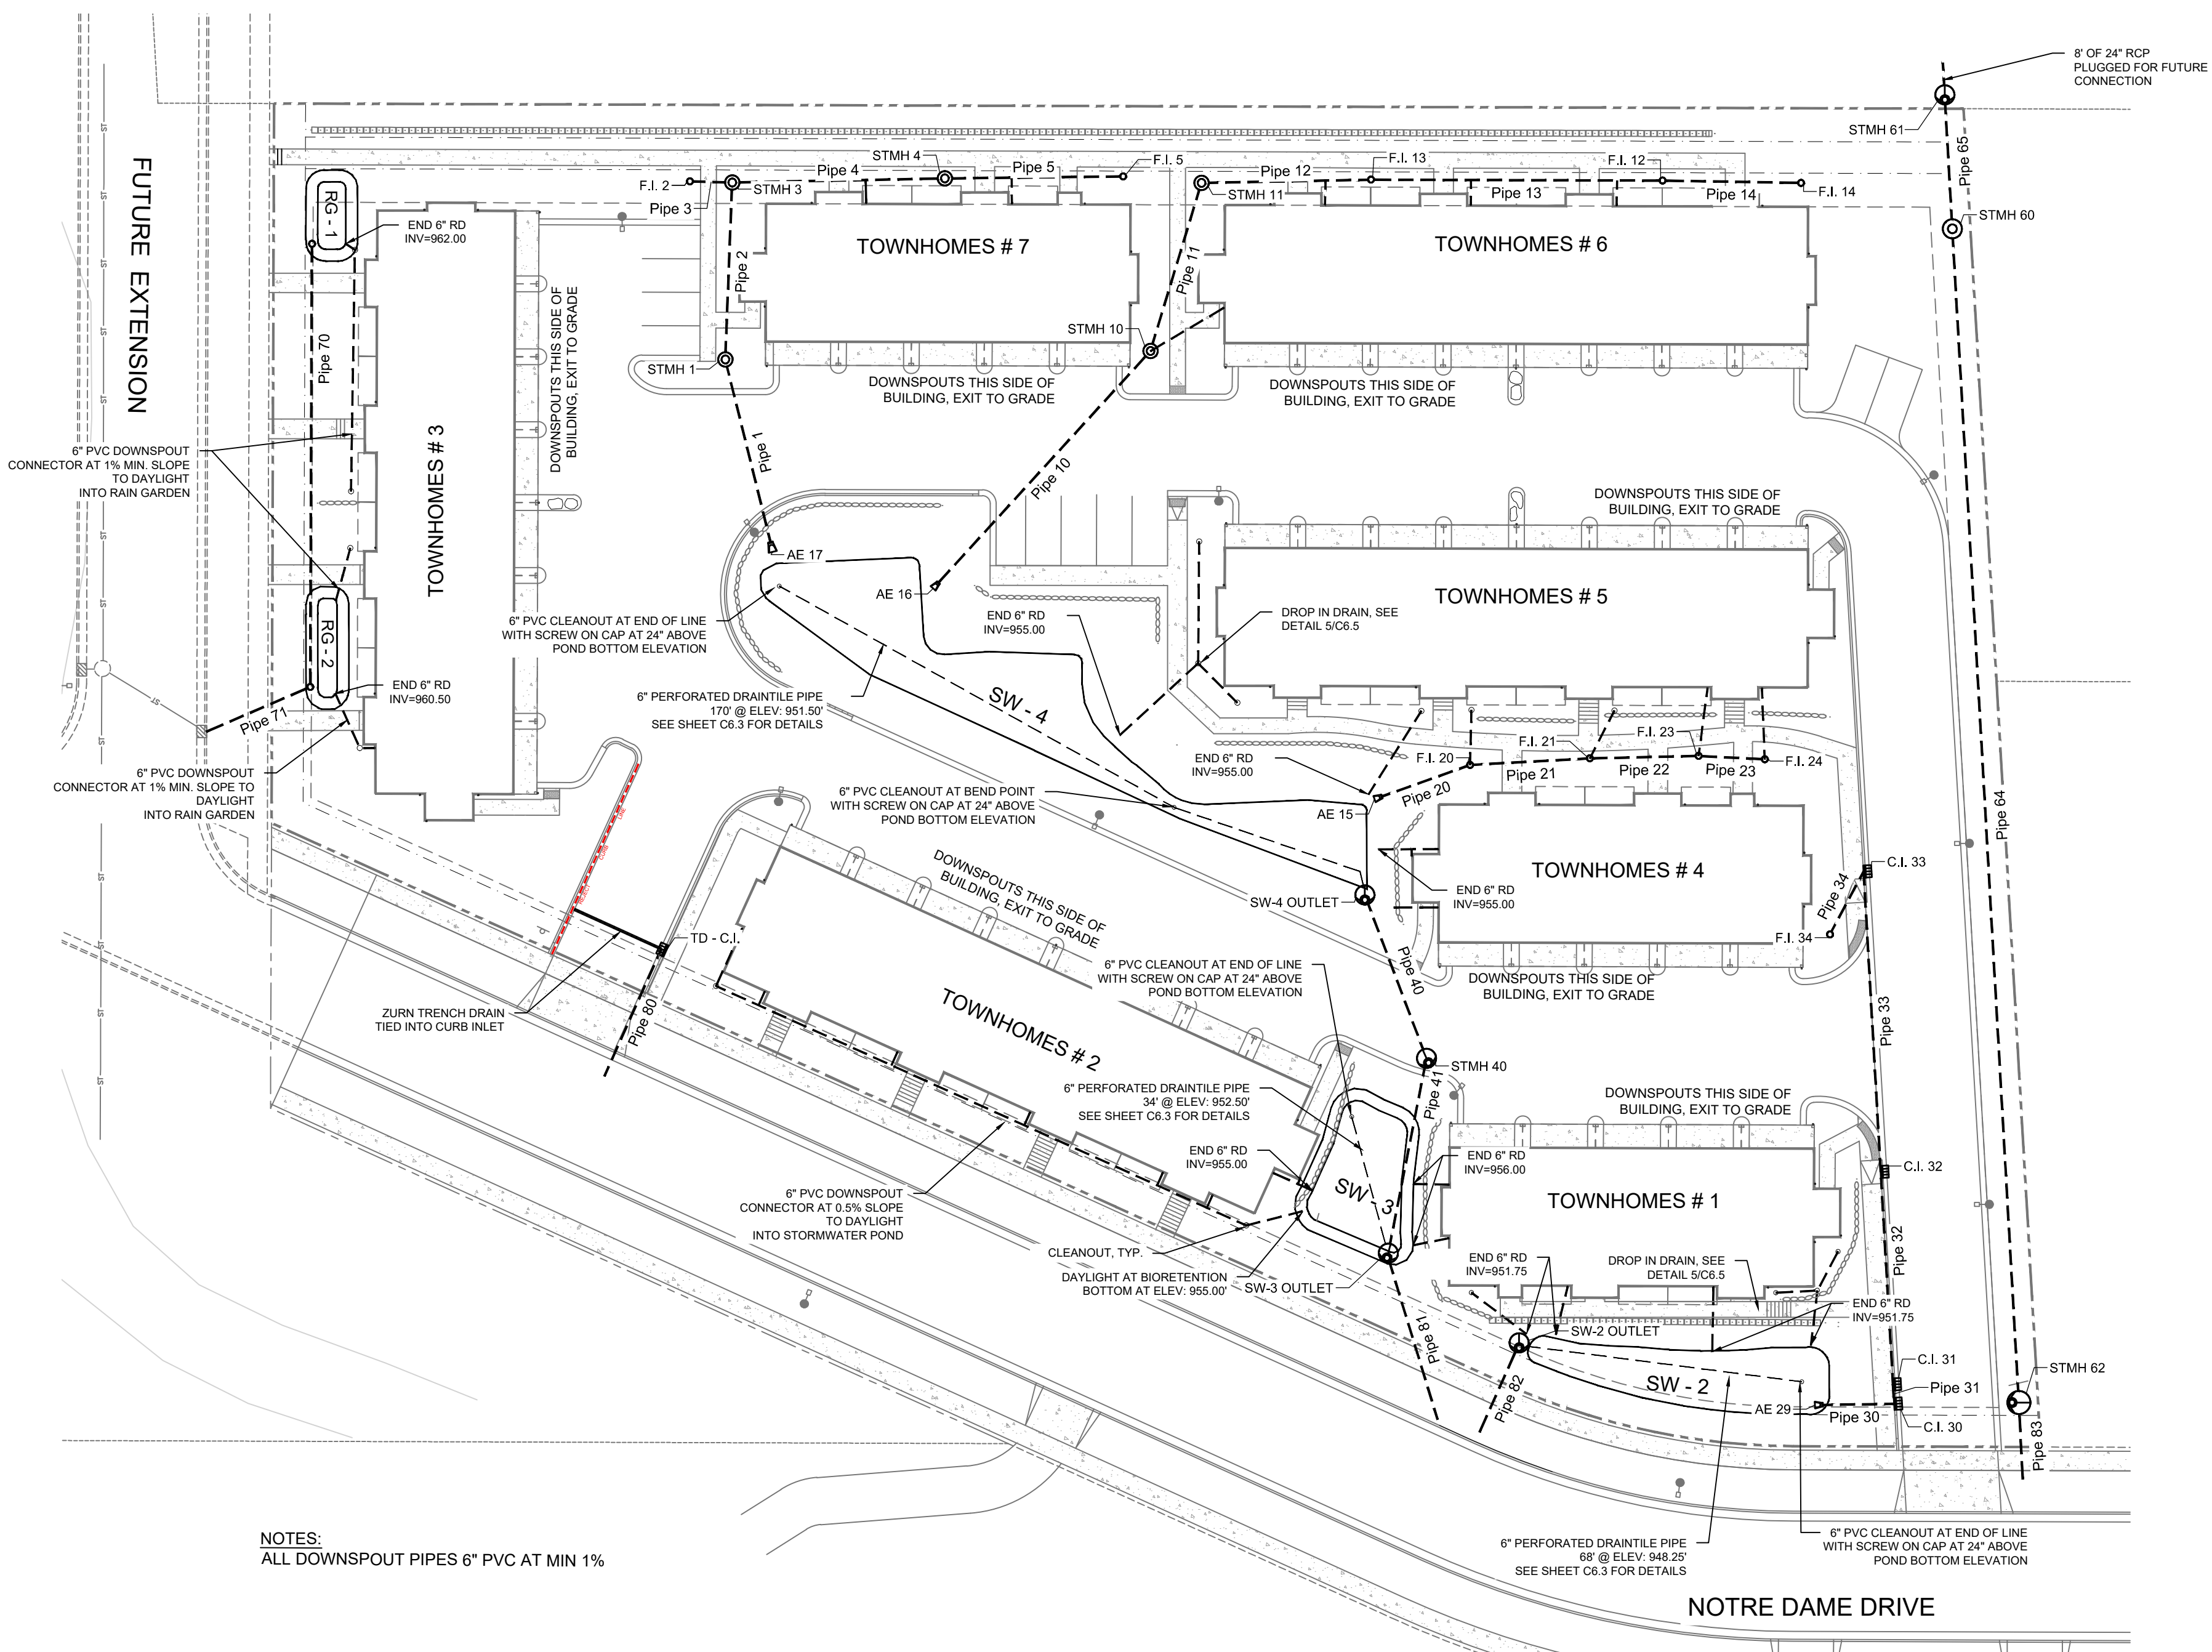 8' OF 24" RCP
PLUGGED FOR FUTURE
CONNECTION
STMH 61
Pipe 65
STMH 60
FUTURE EXTENSION
ST
ST
ST
ST
ST
ST
ST
ST
ST
ST
ST
RG - 1
END 6" RD
INV=962.00
Pipe 70
F.I. 2
Pipe 3
STMH 3
Pipe 4
STMH 4
Pipe 5
F.I. 5
Pipe 2
STMH 1
TOWNHOMES # 7
STMH 11
Pipe 12
F.I. 13
Pipe 13
F.I. 12
Pipe 14
F.I. 14
Pipe 11
STMH 10
TOWNHOMES # 6
DOWNSPOUTS THIS SIDE OF
BUILDING, EXIT TO GRADE
DOWNSPOUTS THIS SIDE OF
BUILDING, EXIT TO GRADE
DOWNSPOUTS THIS SIDE OF
BUILDING, EXIT TO GRADE
TOWNHOMES # 3
6" PVC DOWNSPOUT
CONNECTOR AT 1% MIN. SLOPE
TO DAYLIGHT
INTO RAIN GARDEN
Pipe 1
Pipe 10
AE 17
AE 16
DOWNSPOUTS THIS SIDE OF
BUILDING, EXIT TO GRADE
TOWNHOMES # 5
6" PVC CLEANOUT AT END OF LINE
WITH SCREW ON CAP AT 24" ABOVE
POND BOTTOM ELEVATION
END 6" RD
INV=955.00
DROP IN DRAIN, SEE
DETAIL 5/C6.5
RG - 2
END 6" RD
INV=960.50
Pipe 71
6" PERFORATED DRAINTILE PIPE
170' @ ELEV: 951.50'
SEE SHEET C6.3 FOR DETAILS
SW - 4
6" PVC DOWNSPOUT
CONNECTOR AT 1% MIN. SLOPE TO
DAYLIGHT
INTO RAIN GARDEN
6" PVC CLEANOUT AT BEND POINT
WITH SCREW ON CAP AT 24" ABOVE
POND BOTTOM ELEVATION
END 6" RD
INV=955.00
F.I. 20
F.I. 21
F.I. 23
F.I. 24
Pipe 20
Pipe 21
Pipe 22
Pipe 23
AE 15
Pipe 64
TOWNHOMES # 4
C.I. 33
Pipe 34
F.I. 34
SW-4 OUTLET
END 6" RD
INV=955.00
DOWNSPOUTS THIS SIDE OF
BUILDING, EXIT TO GRADE
DOWNSPOUTS THIS SIDE OF
BUILDING, EXIT TO GRADE
TD - C.I.
ZURN TRENCH DRAIN
TIED INTO CURB INLET
Pipe 80
TOWNHOMES # 2
6" PVC CLEANOUT AT END OF LINE
WITH SCREW ON CAP AT 24" ABOVE
POND BOTTOM ELEVATION
Pipe 40
STMH 40
Pipe 41
Pipe 33
6" PERFORATED DRAINTILE PIPE
34' @ ELEV: 952.50'
SEE SHEET C6.3 FOR DETAILS
DOWNSPOUTS THIS SIDE OF
BUILDING, EXIT TO GRADE
END 6" RD
INV=955.00
END 6" RD
INV=956.00
C.I. 32
SW - 3
TOWNHOMES # 1
6" PVC DOWNSPOUT
CONNECTOR AT 0.5% SLOPE
TO DAYLIGHT
INTO STORMWATER POND
CLEANOUT, TYP.
DAYLIGHT AT BIORETENTION
BOTTOM AT ELEV: 955.00'
SW-3 OUTLET
END 6" RD
INV=951.75
DROP IN DRAIN, SEE
DETAIL 5/C6.5
Pipe 32
END 6" RD
INV=951.75
SW-2 OUTLET
Pipe 81
Pipe 82
SW - 2
AE 29
Pipe 30
C.I. 31
Pipe 31
C.I. 30
STMH 62
Pipe 83
6" PERFORATED DRAINTILE PIPE
68' @ ELEV: 948.25'
SEE SHEET C6.3 FOR DETAILS
6" PVC CLEANOUT AT END OF LINE
WITH SCREW ON CAP AT 24" ABOVE
POND BOTTOM ELEVATION
NOTES:
ALL DOWNSPOUT PIPES 6" PVC AT MIN 1%
NOTRE DAME DRIVE